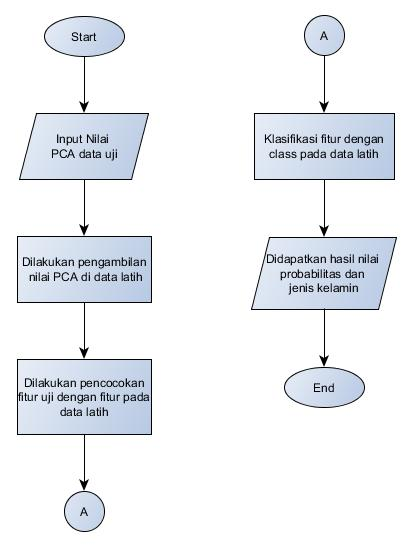 Start
Input Nilai
PCA data uji
Dilakukan pengambilan
nilai PCA di data latih
Dilakukan pencocokan
fitur uji dengan fitur pada
data latih
A
A
Klasifikasi fitur dengan
class pada data latih
Didapatkan hasil nilai
probabilitas dan
jenis kelamin
End